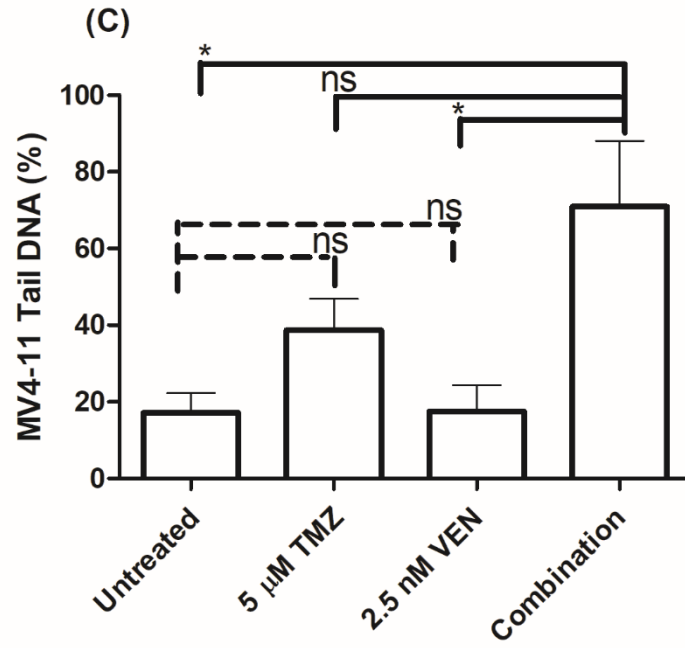 (C)
*
ns
*
ns
ns
MV4-11 Tail DNA (%)
100
80
60
40
20
0
Untreated
5 μM TMZ
2.5 nM VEN
Combination